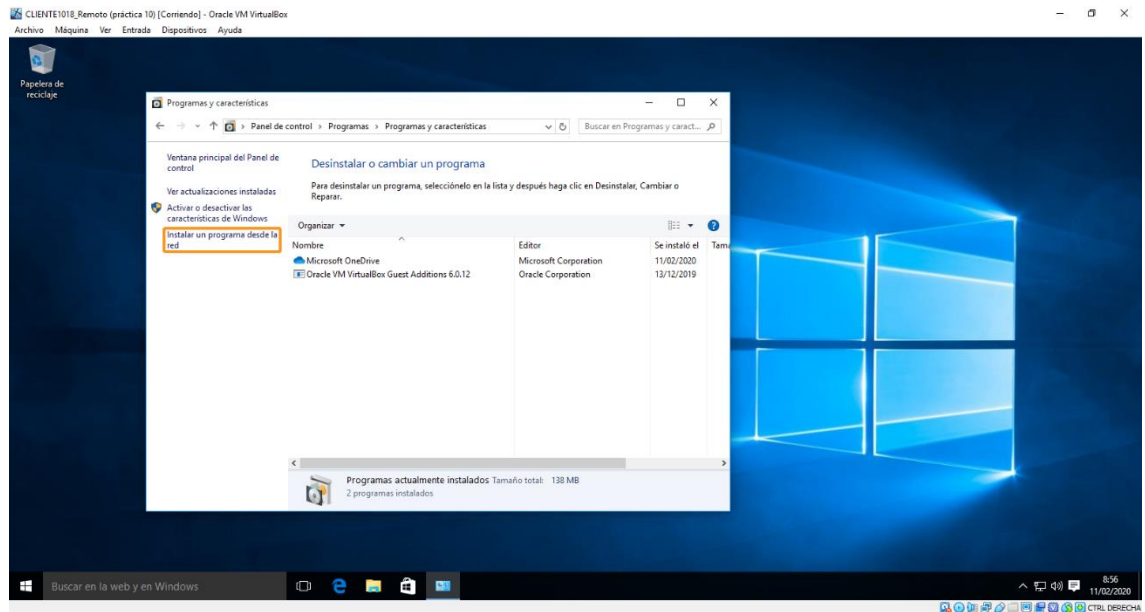 CLIENTE1018_Remoto (práctica 10) [Corriendo] - Oracle VM VirtualBox
Archivo Máquina Ver Entrada Dispositivos Ayuda
Papelera de
reciclaje
Programas y características
Panel de control > Programas > Programas y características
Buscar en Programas y caract...
Ventana principal del Panel de
control
Ver actualizaciones instaladas
Activar o desactivar las
características de Windows
Instalar un programa desde la
red
Desinstalar o cambiar un programa
Para desinstalar un programa, selecciónelo en la lista y después haga clic en Desinstalar, Cambiar o
Reparar.
Organizar
Nombre Editor Se instaló el Tama
Microsoft OneDrive Microsoft Corporation 11/02/2020
Oracle VM VirtualBox Guest Additions 6.0.12 Oracle Corporation 13/12/2019
Programas actualmente instalados Tamaño total: 138 MB
2 programas instalados
Buscar en la web y en Windows
8:56
11/02/2020
CTRL DERECHA